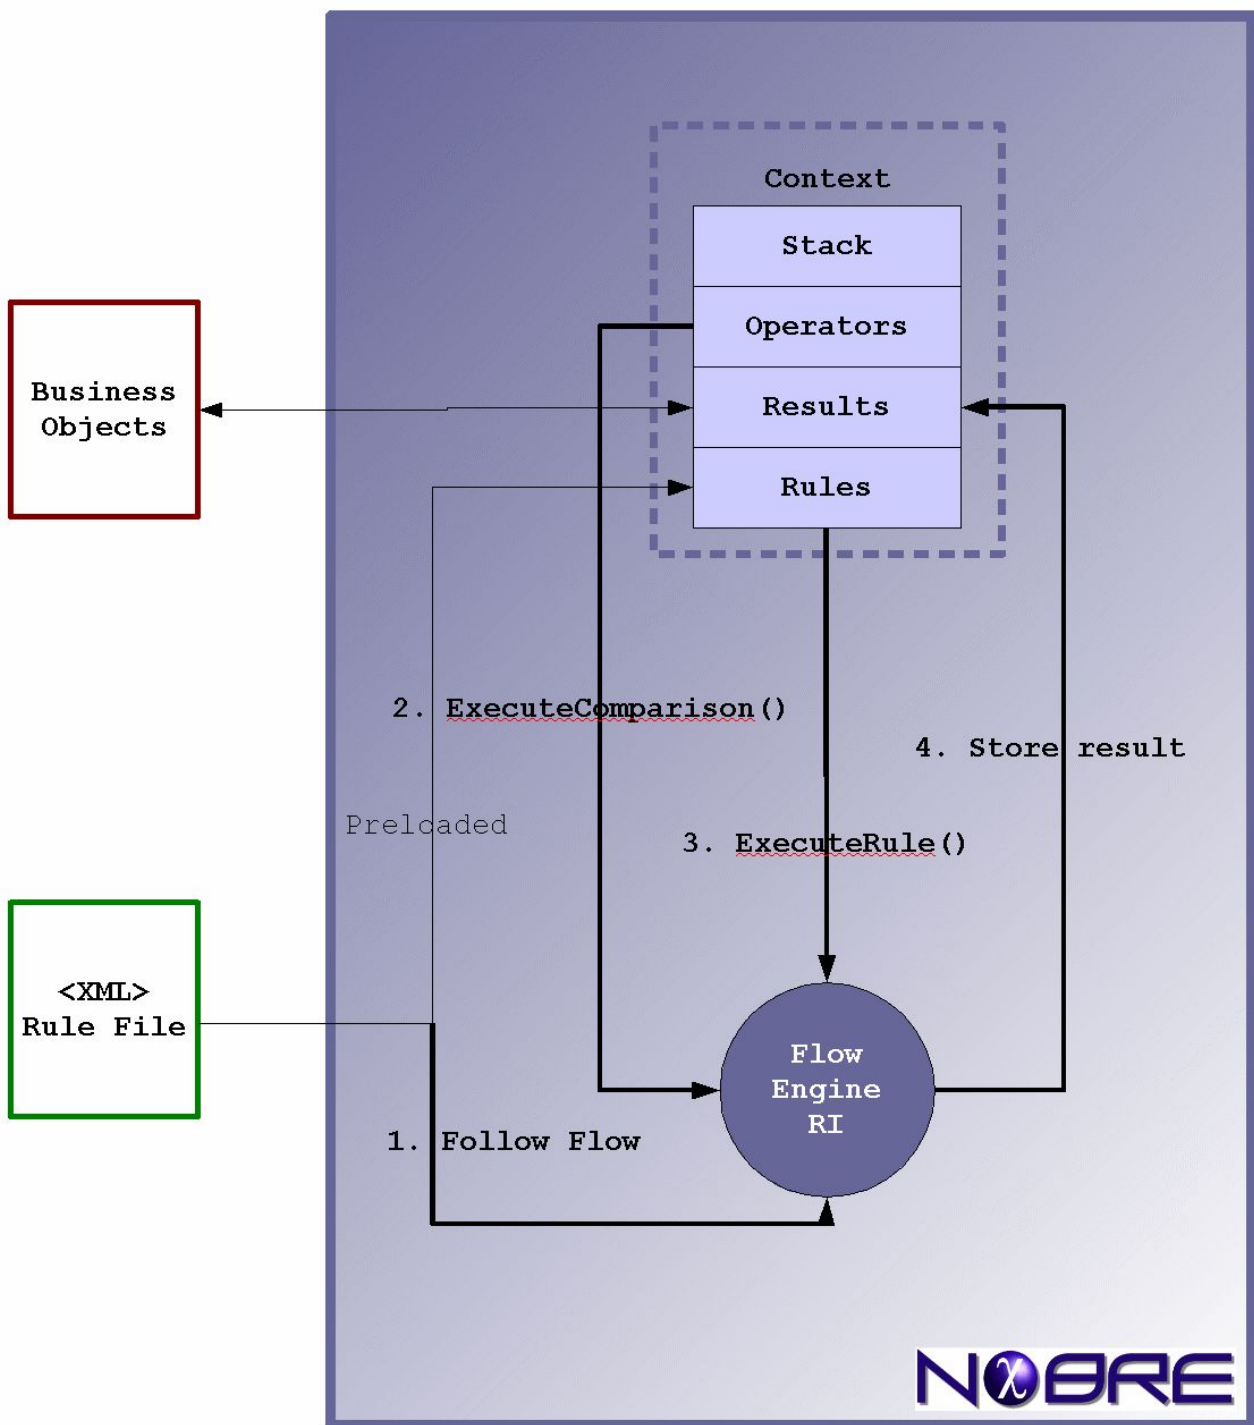 Context
Stack
Operators
Business
Objects
Results
Rules
2. ExecuteComparison()
4. Store result
Preloaded
3. ExecuteRule()
<XML>
Rule File
Flow
Engine
RI
1. Follow Flow
NχBRE